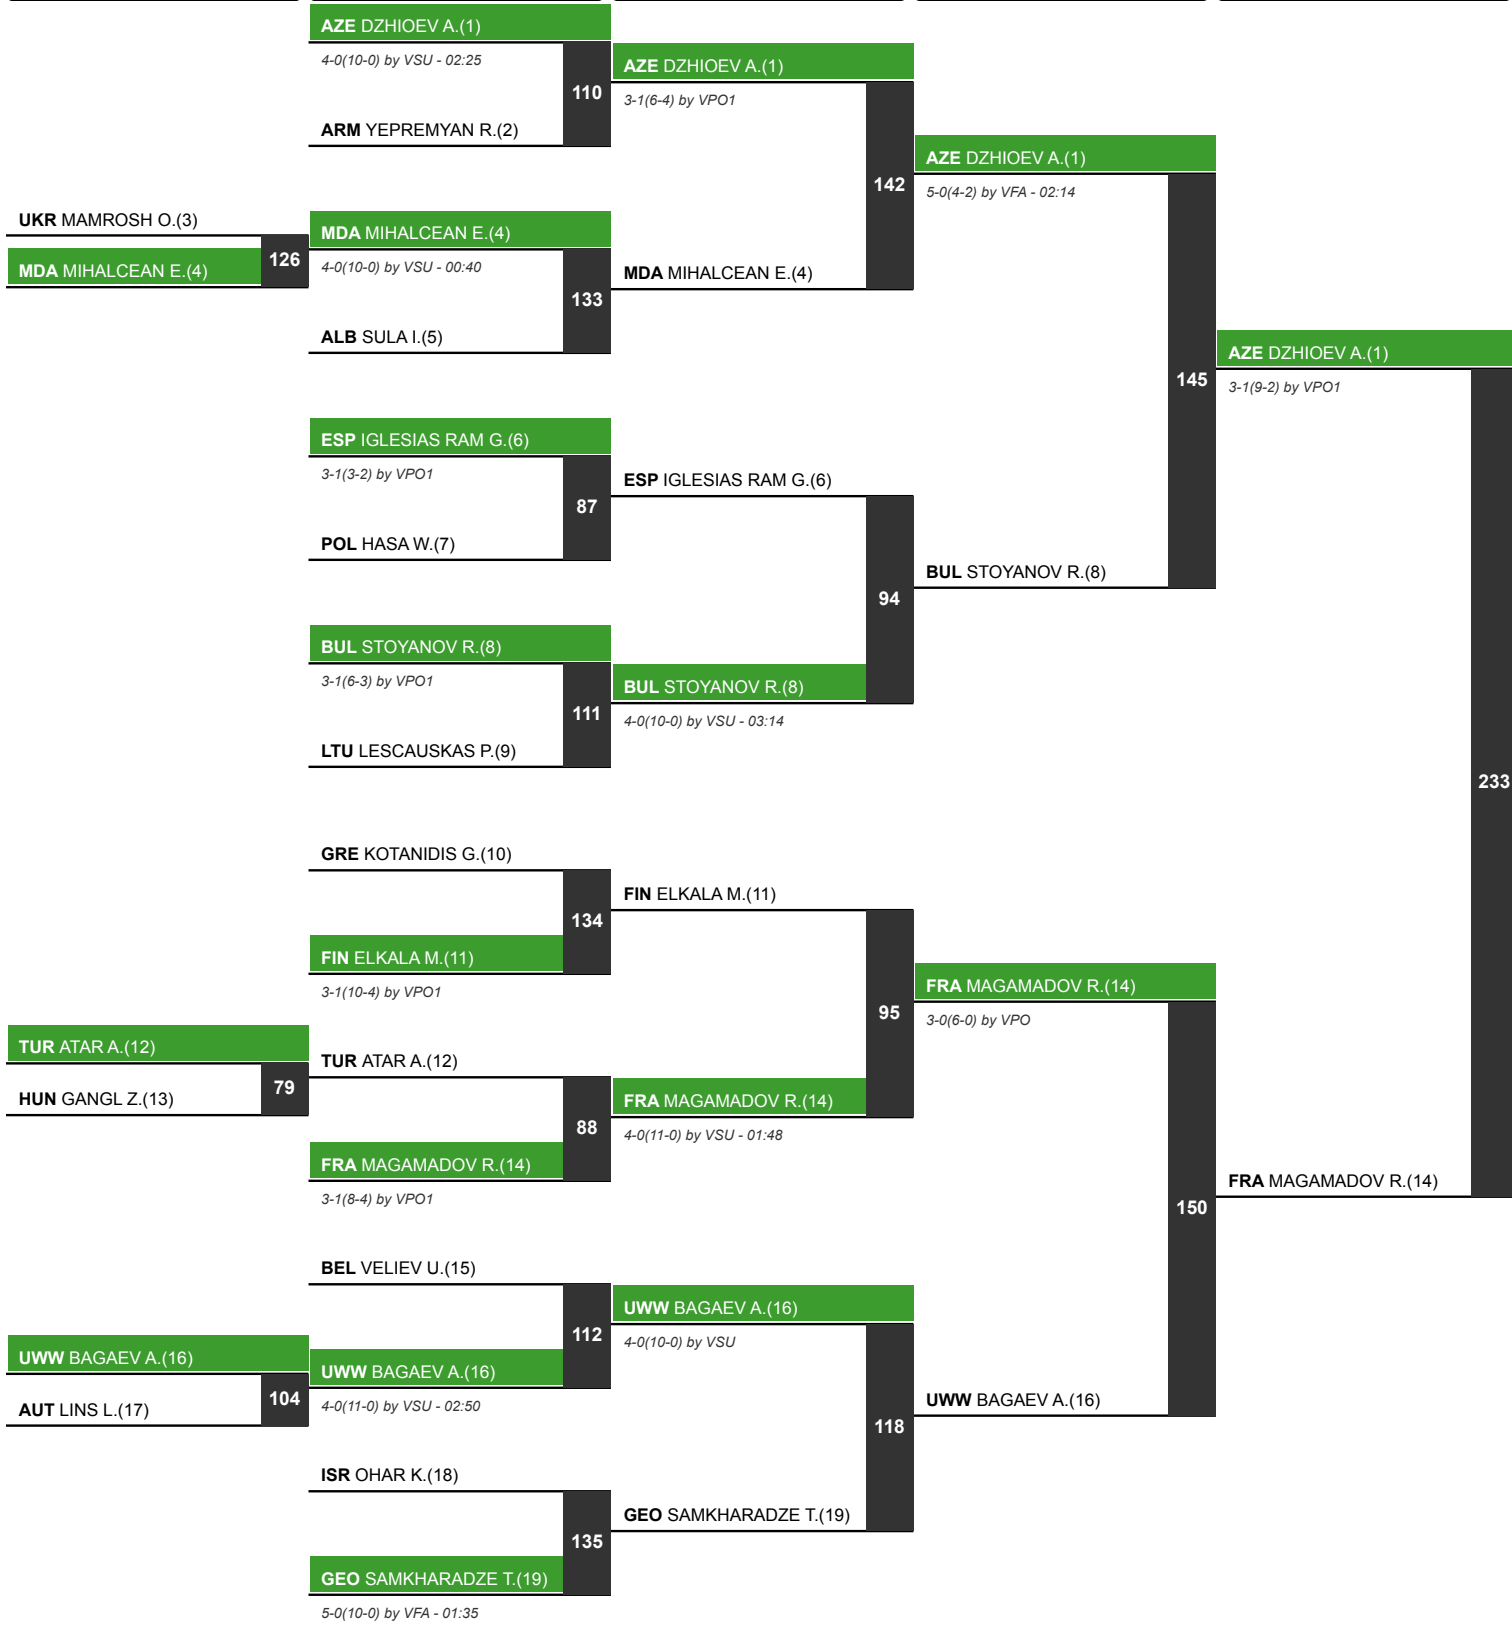 AZE DZHIOEV A.(1)
4-0(10-0) by VSU - 02:25
110
ARM YEPREMYAN R.(2)
UKR MAMROSH O.(3)
MDA MIHALCEAN E.(4)
126
MDA MIHALCEAN E.(4)
4-0(10-0) by VSU - 00:40
133
ALB SULA I.(5)
ESP IGLESIAS RAM G.(6)
3-1(3-2) by VPO1
87
POL HASA W.(7)
BUL STOYANOV R.(8)
3-1(6-3) by VPO1
111
LTU LESCAUSKAS P.(9)
GRE KOTANIDIS G.(10)
134
FIN ELKALA M.(11)
3-1(10-4) by VPO1
TUR ATAR A.(12)
79
HUN GANGL Z.(13)
TUR ATAR A.(12)
88
FRA MAGAMADOV R.(14)
3-1(8-4) by VPO1
BEL VELIEV U.(15)
112
UWW BAGAEV A.(16)
104
AUT LINS L.(17)
UWW BAGAEV A.(16)
4-0(11-0) by VSU - 02:50
ISR OHAR K.(18)
135
GEO SAMKHARADZE T.(19)
5-0(10-0) by VFA - 01:35
AZE DZHIOEV A.(1)
3-1(6-4) by VPO1
142
MDA MIHALCEAN E.(4)
ESP IGLESIAS RAM G.(6)
94
BUL STOYANOV R.(8)
4-0(10-0) by VSU - 03:14
FIN ELKALA M.(11)
95
FRA MAGAMADOV R.(14)
4-0(11-0) by VSU - 01:48
UWW BAGAEV A.(16)
4-0(10-0) by VSU
118
GEO SAMKHARADZE T.(19)
AZE DZHIOEV A.(1)
5-0(4-2) by VFA - 02:14
145
BUL STOYANOV R.(8)
FRA MAGAMADOV R.(14)
3-0(6-0) by VPO
150
UWW BAGAEV A.(16)
AZE DZHIOEV A.(1)
3-1(9-2) by VPO1
233
FRA MAGAMADOV R.(14)